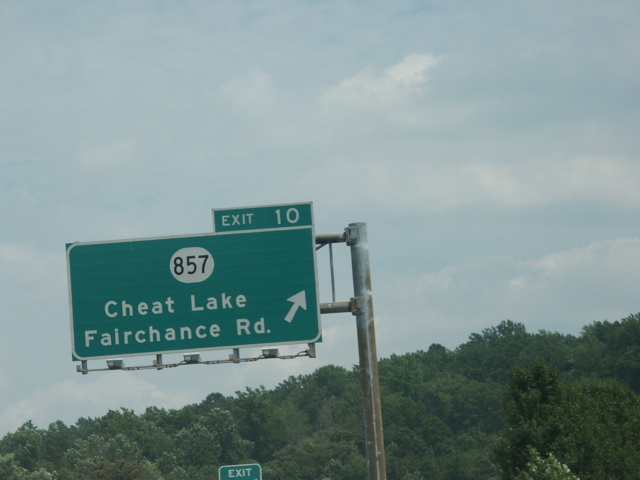 EXIT 10
857
Cheat Lake
Fairchance Rd.
EXIT